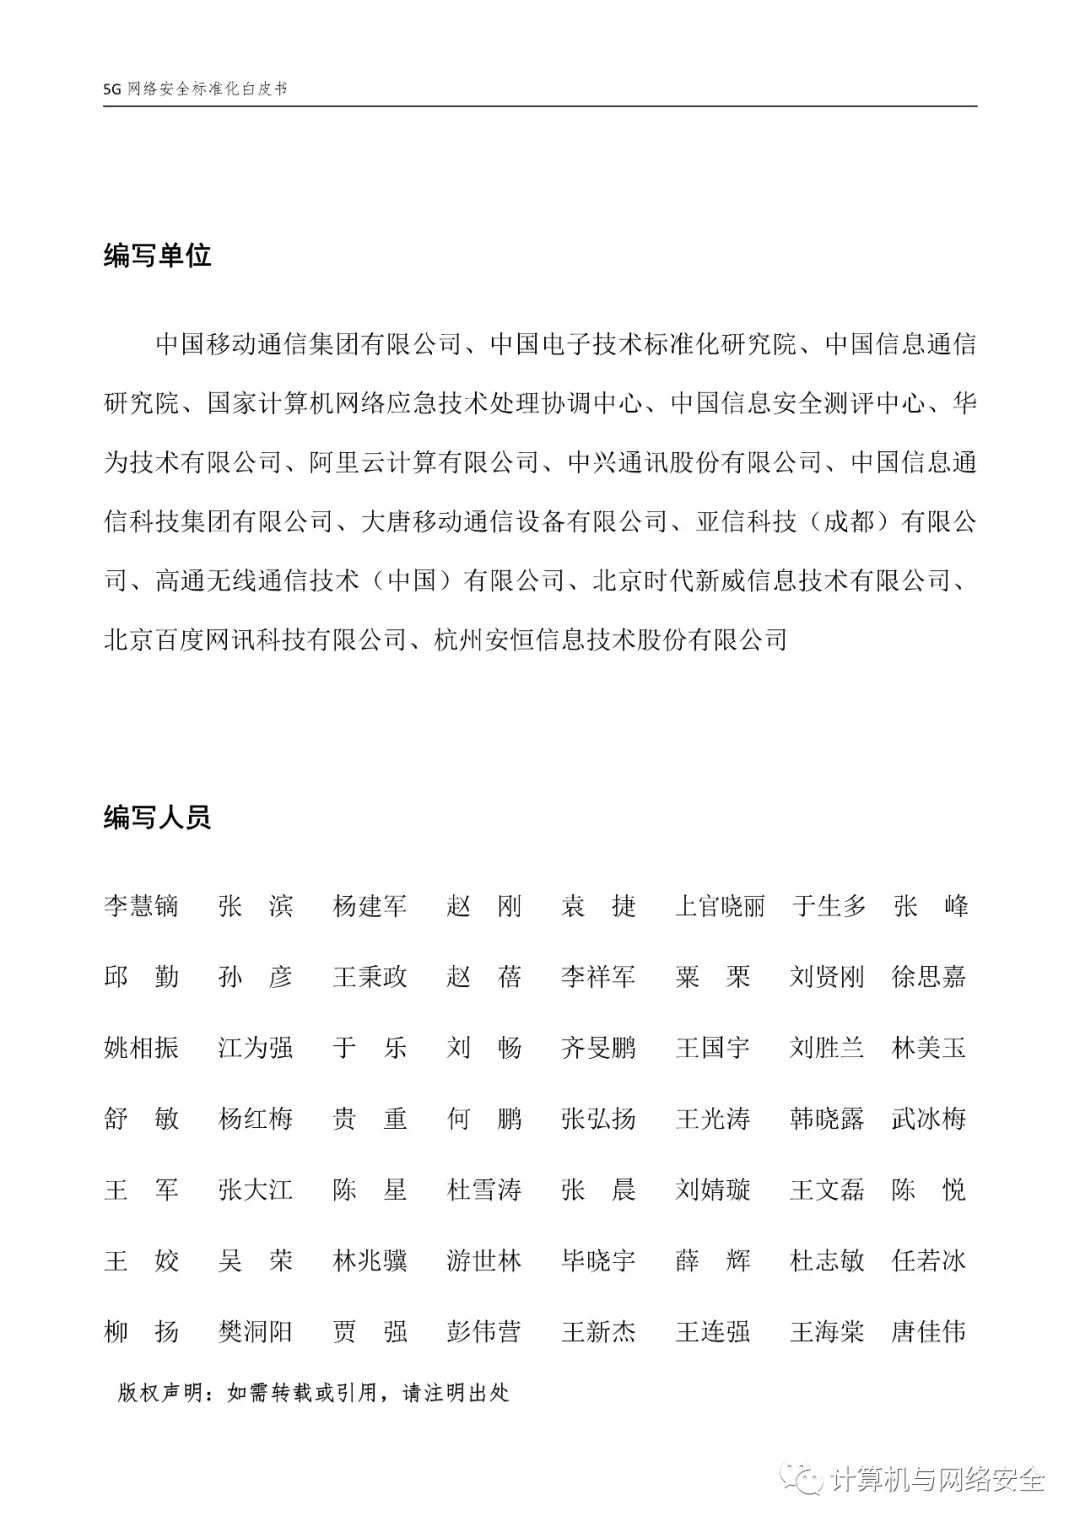 5G 网络安全标准化白皮书
编写单位
中国移动通信集团有限公司、中国电子技术标准化研究院、中国信息通信
研究院、国家计算机网络应急技术处理协调中心、中国信息安全测评中心、华
为技术有限公司、阿里云计算有限公司、中兴通讯股份有限公司、中国信息通
信科技集团有限公司、大唐移动通信设备有限公司、亚信科技（成都）有限公
司、高通无线通信技术（中国）有限公司、北京时代新威信息技术有限公司、
北京百度网讯科技有限公司、杭州安恒信息技术股份有限公司
编写人员
李慧镝 张 滨 杨建军 赵 刚 袁 捷 上官晓丽 于生多 张 峰
邱 勤 孙 彦 王秉政 赵 蓓 李祥军 粟 栗 刘贤刚 徐思嘉
姚相振 江为强 于 乐 刘 畅 齐旻鹏 王国宇 刘胜兰 林美玉
舒 敏 杨红梅 贵 重 何 鹏 张弘扬 王光涛 韩晓露 武冰梅
王 军 张大江 陈 星 杜雪涛 张 晨 刘婧璇 王文磊 陈 悦
王 姣 吴 荣 林兆骥 游世林 毕晓宇 薛 辉 杜志敏 任若冰
柳 扬 樊洞阳 贾 强 彭伟营 王新杰 王连强 王海棠 唐佳伟
版权声明：如需转载或引用，请注明出处
计算机与网络安全